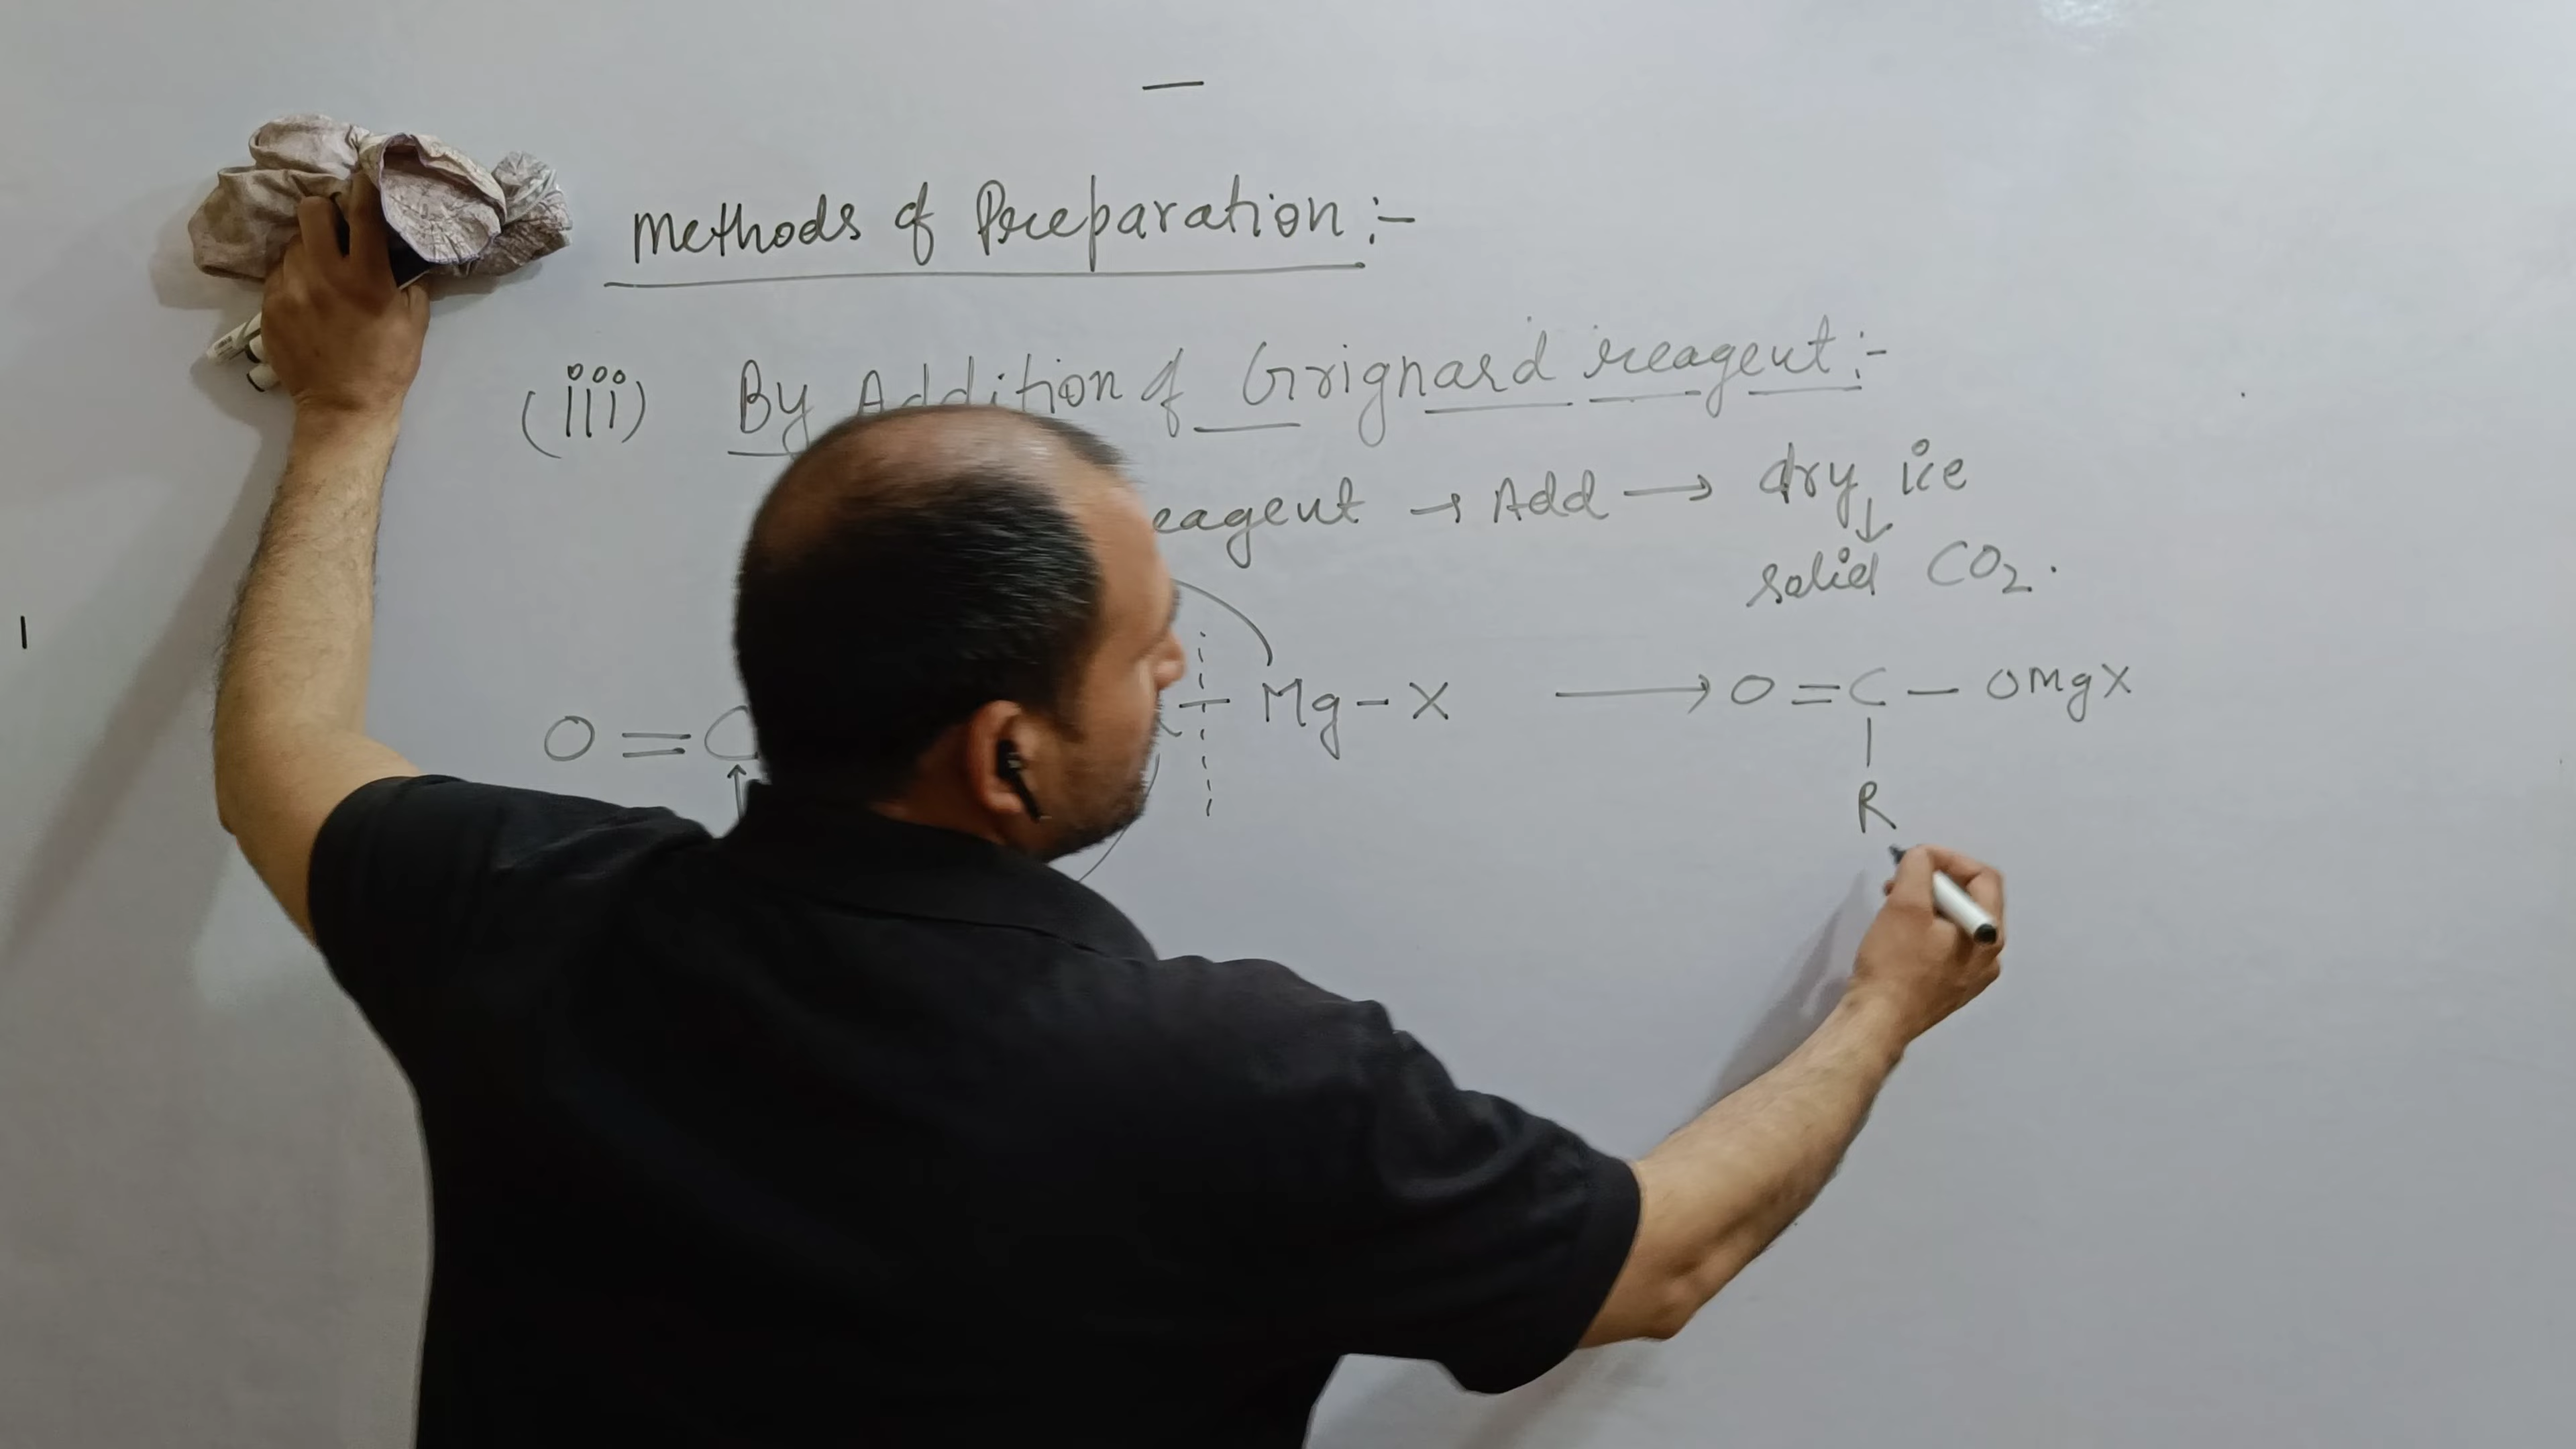 Methods of Preparation :-
(iii) By Addition of Grignard reagent :-
eagent → Add → dry ice
↓
solid CO₂.
O = C Mg - X ⟶ O = C - OMgX
|
R